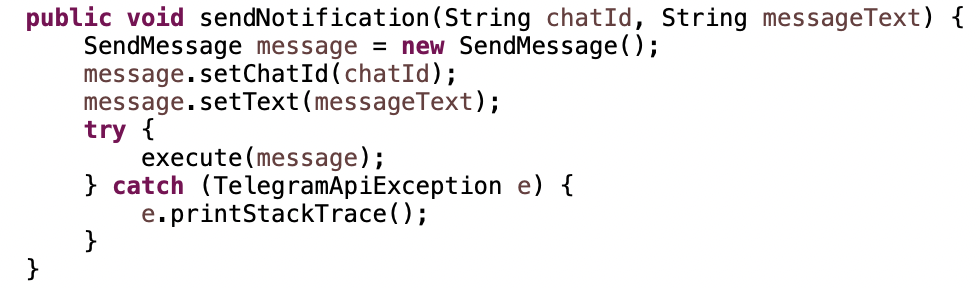 public void sendNotification(String chatId, String messageText) {
    SendMessage message = new SendMessage();
    message.setChatId(chatId);
    message.setText(messageText);
    try {
        execute(message);
    } catch (TelegramApiException e) {
        e.printStackTrace();
    }
}